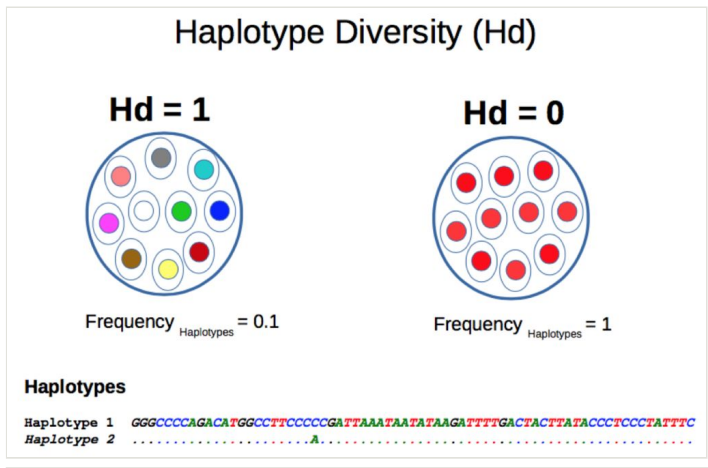 Haplotype Diversity (Hd)
Hd = 1
Hd = 0
Frequency Haplotypes = 0.1
Frequency Haplotypes = 1
Haplotypes
Haplotype 1 GGGCCCCAGACATGGCCTTCCCCCGATTAAATAATATAAGATTTTGACTACTTATACCCTCCCTATTTC
Haplotype 2 ......................A..............................................